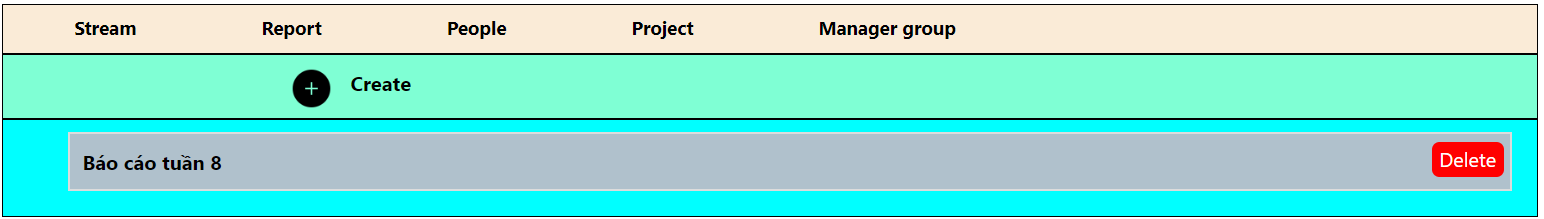 Stream Report People Project Manager group
+ Create
Báo cáo tuần 8 Delete